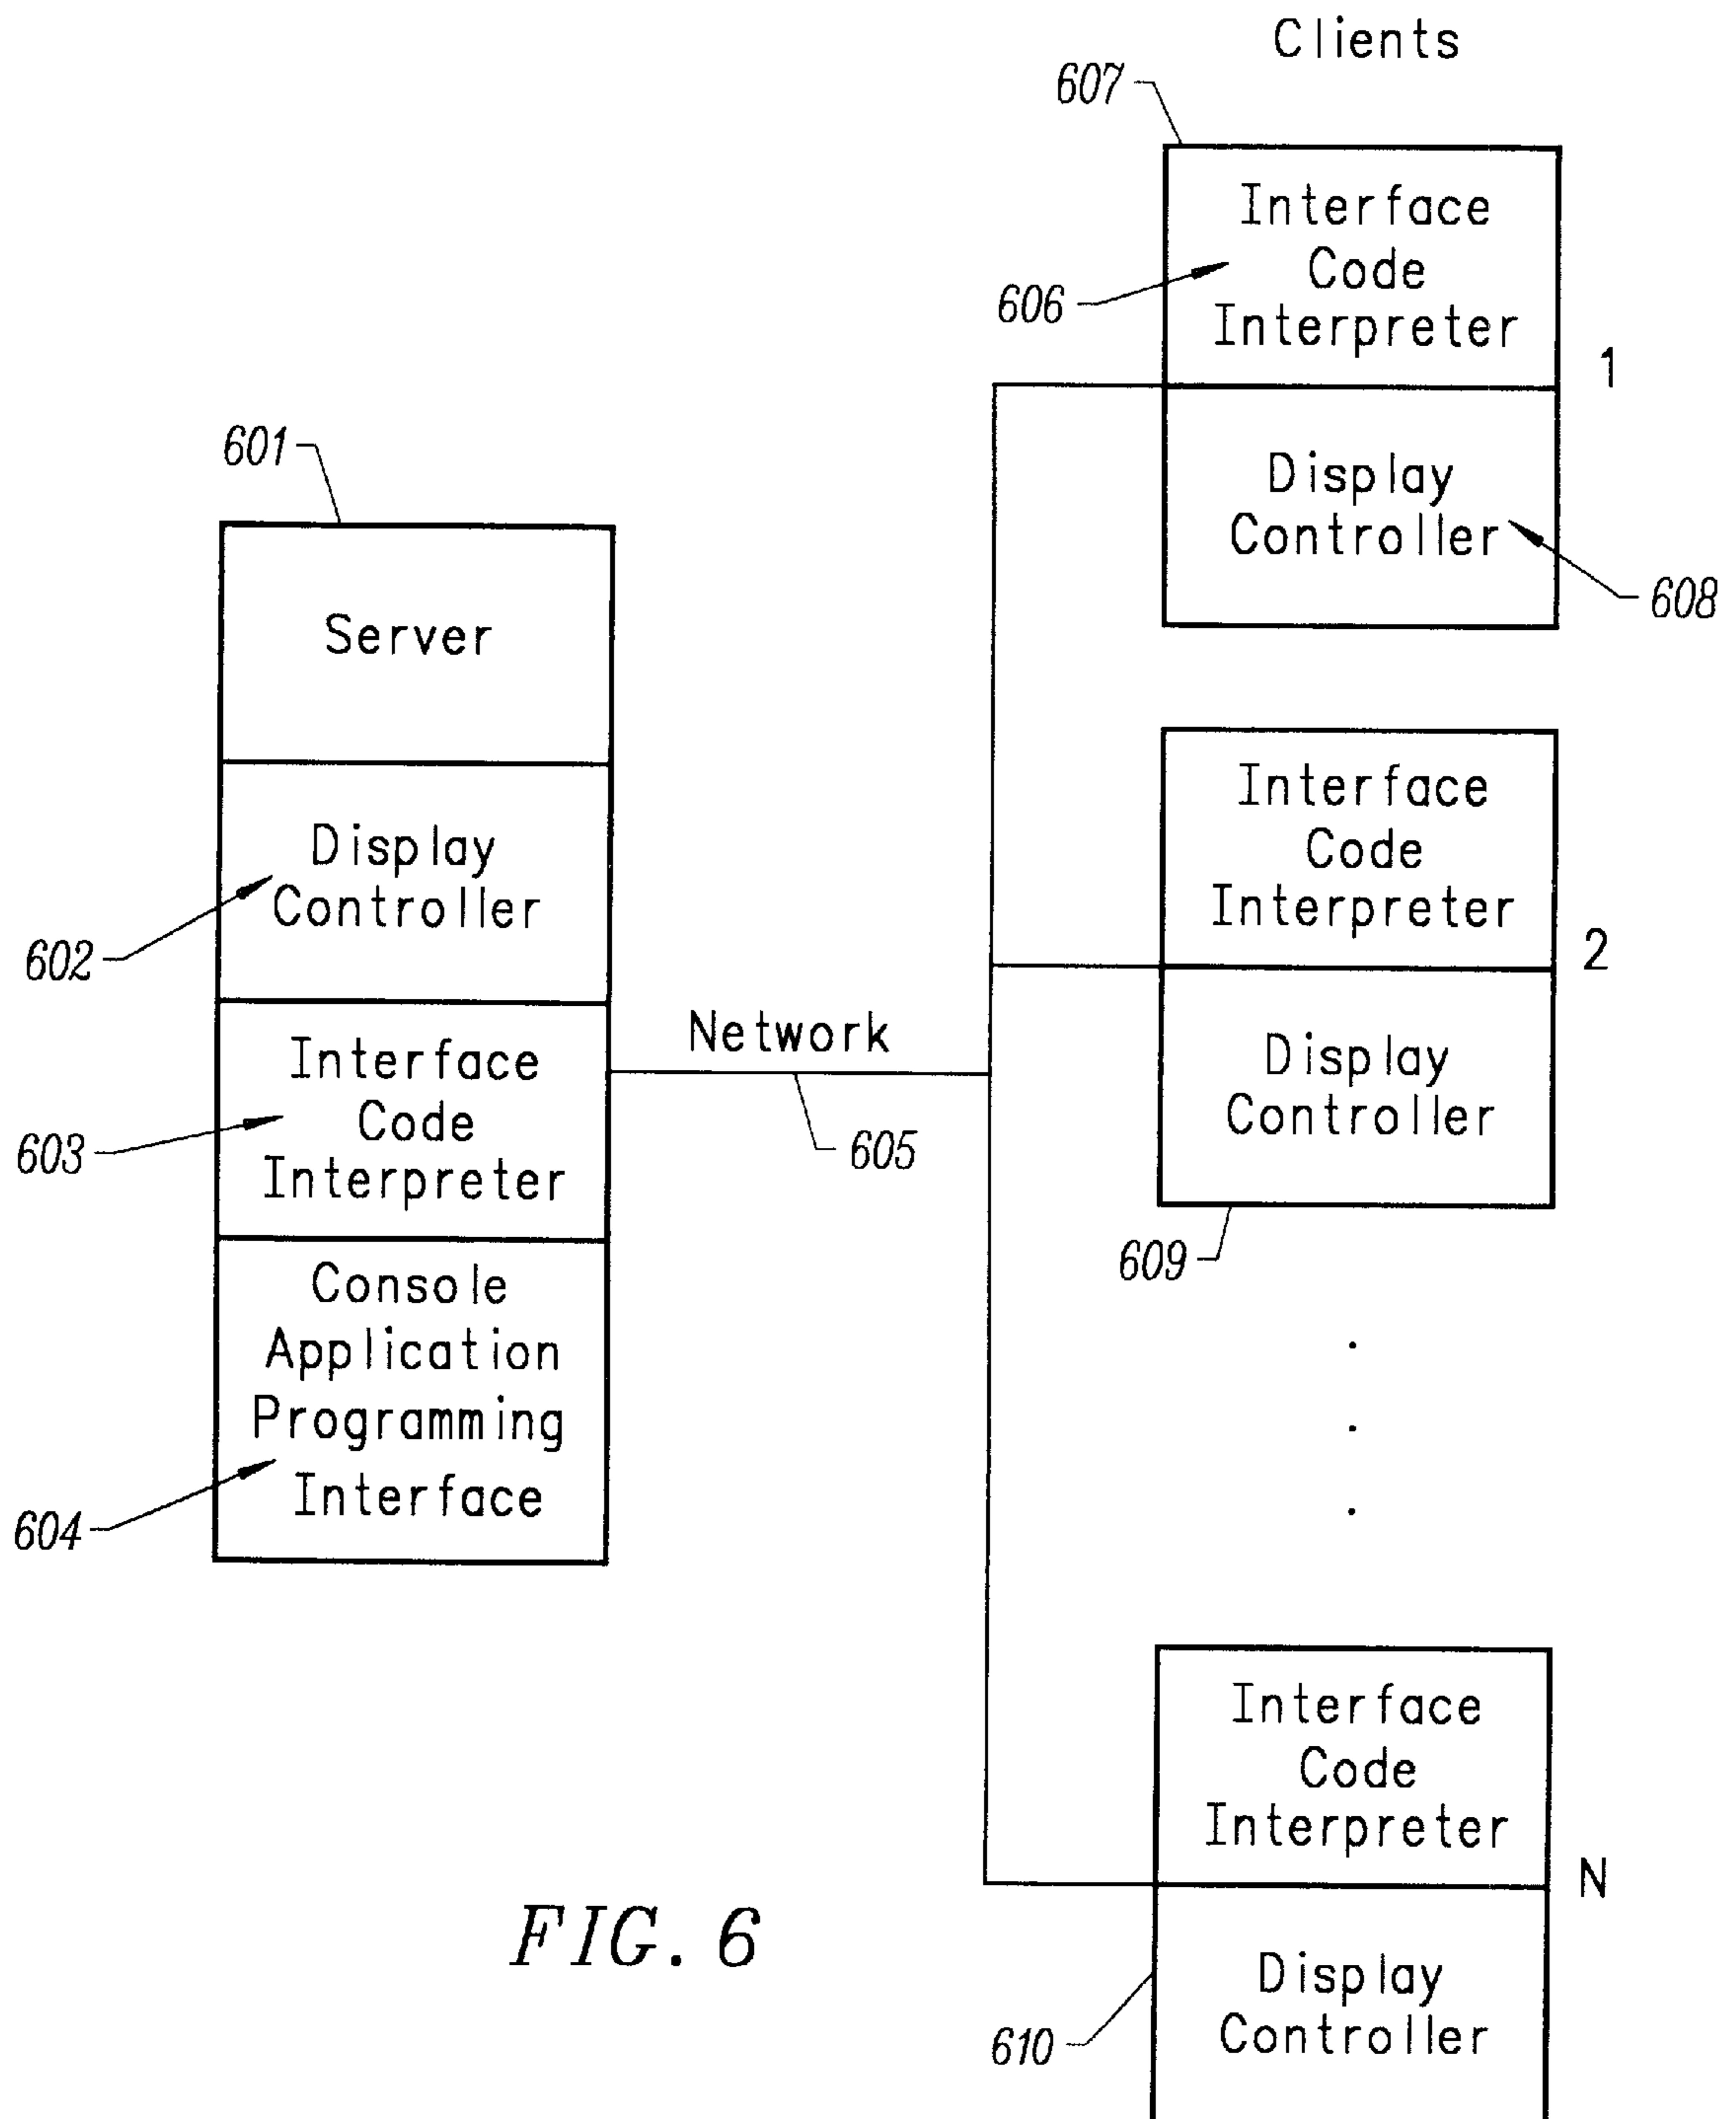 Clients
607
Interface
Code
Interpreter
606
1
Display
Controller
608
601
Server
Display
Controller
602
Interface
Code
Interpreter
603
Console
Application
Programming
Interface
604
Network
605
Interface
Code
Interpreter
2
Display
Controller
609
.
.
.
Interface
Code
Interpreter
N
Display
Controller
610
FIG. 6